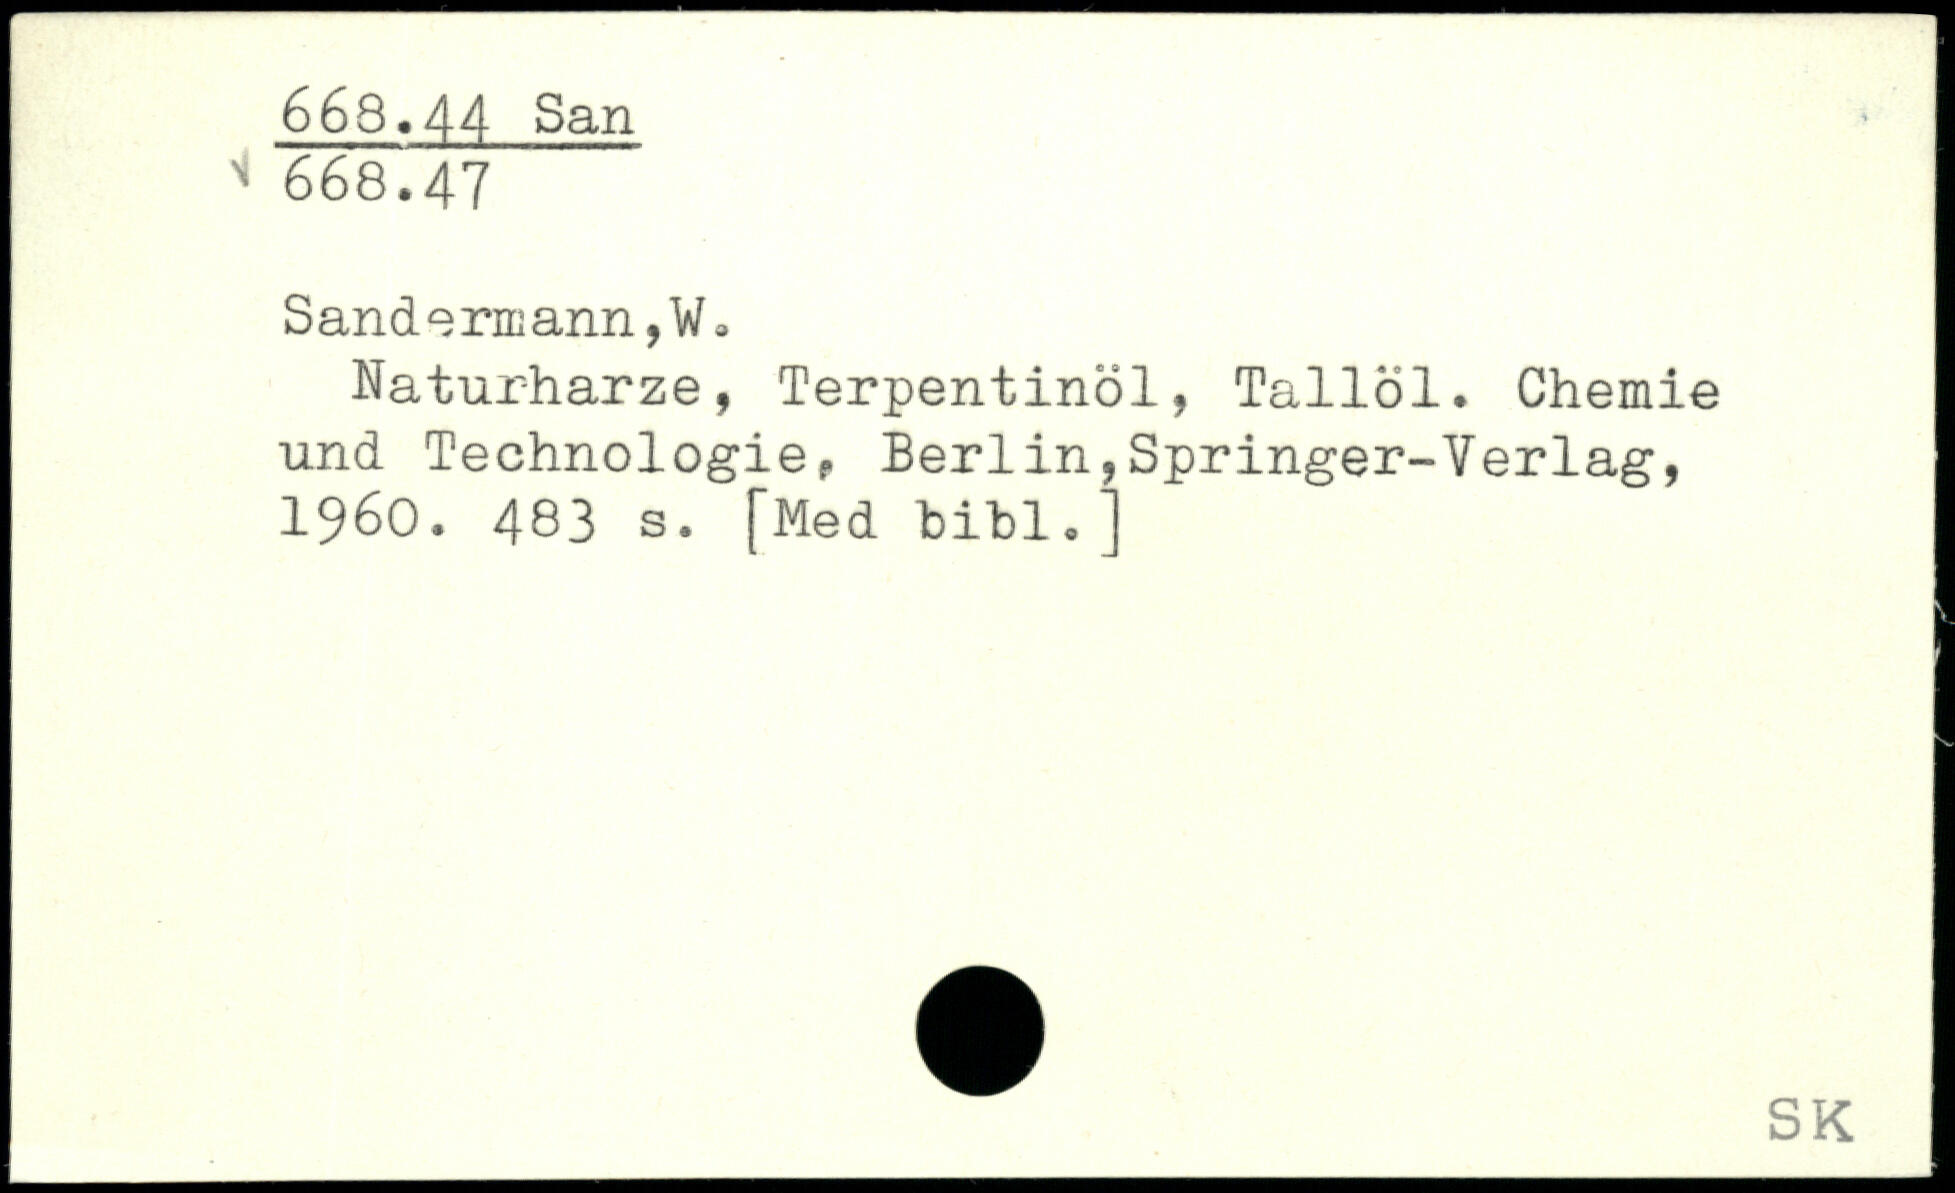 668.44 San
√ 668.47
Sandermann,W.
Naturharze, Terpentinöl, Tallöl. Chemie
und Technologie, Berlin,Springer-Verlag,
1960. 483 s. [Med bibl.]
SK